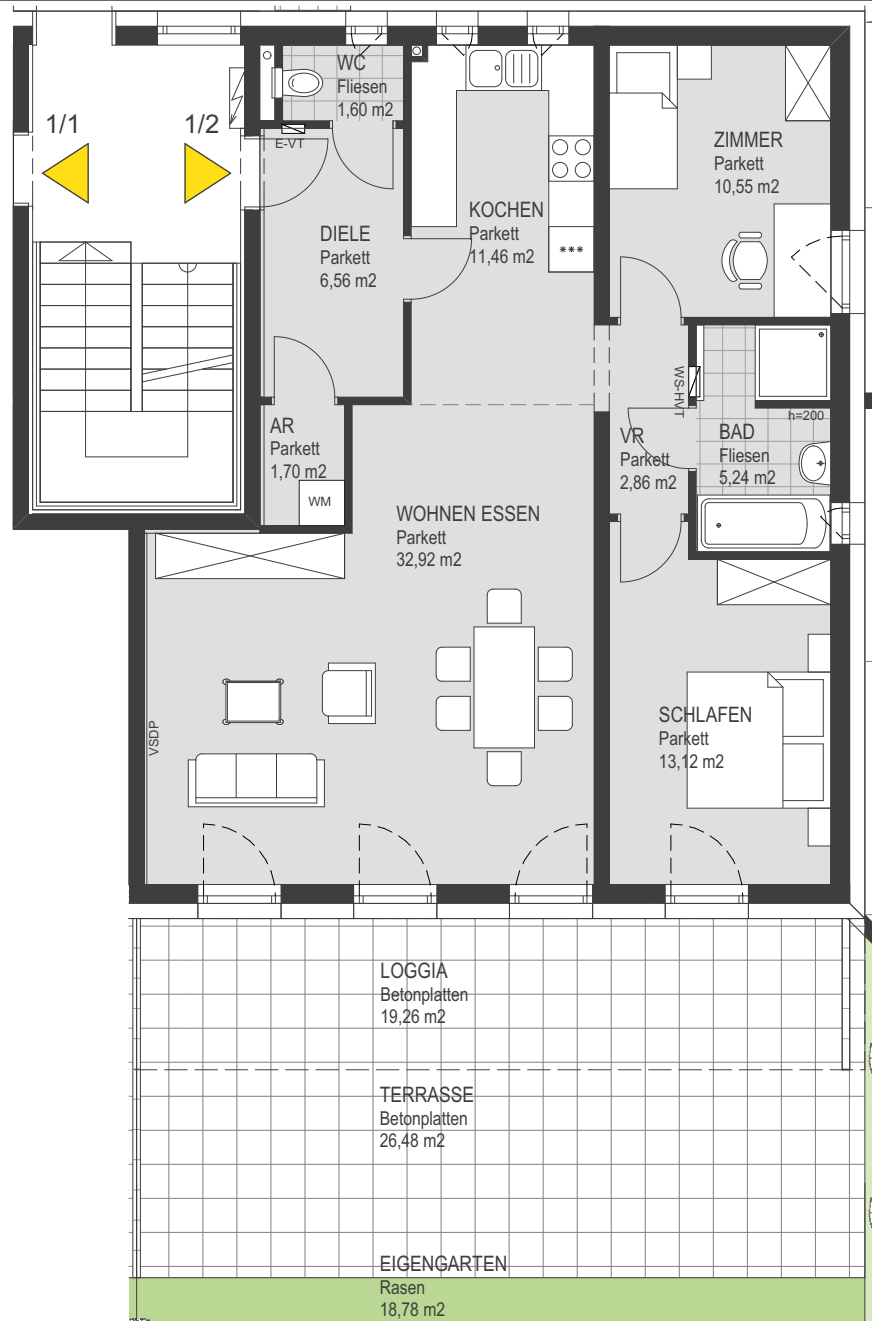 WC
Fliesen
1,60 m2
1/1
1/2
E-VT
ZIMMER
Parkett
10,55 m2
KOCHEN
Parkett
11,46 m2
***
DIELE
Parkett
6,56 m2
WS-HVT
h=200
AR
Parkett
1,70 m2
WM
VR
Parkett
2,86 m2
BAD
Fliesen
5,24 m2
WOHNEN ESSEN
Parkett
32,92 m2
VSDP
SCHLAFEN
Parkett
13,12 m2
LOGGIA
Betonplatten
19,26 m2
TERRASSE
Betonplatten
26,48 m2
EIGENGARTEN
Rasen
18,78 m2